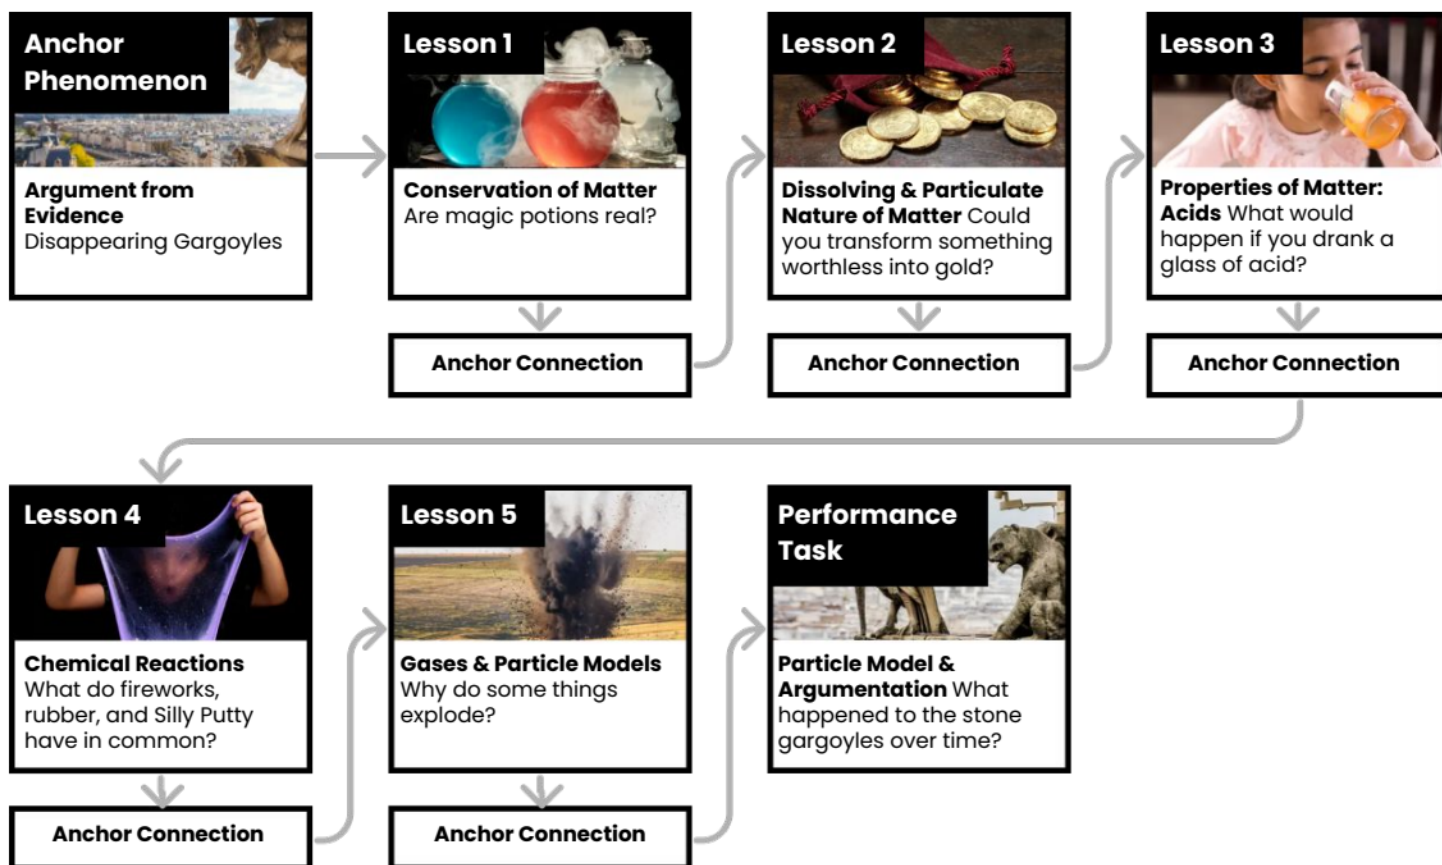 Anchor
Phenomenon
Argument from
Evidence
Disappearing Gargoyles
Lesson 1
Conservation of Matter
Are magic potions real?
Anchor Connection
Lesson 2
Dissolving & Particulate
Nature of Matter Could
you transform something
worthless into gold?
Anchor Connection
Lesson 3
Properties of Matter:
Acids What would
happen if you drank a
glass of acid?
Anchor Connection
Lesson 4
Chemical Reactions
What do fireworks,
rubber, and Silly Putty
have in common?
Anchor Connection
Lesson 5
Gases & Particle Models
Why do some things
explode?
Anchor Connection
Performance
Task
Particle Model &
Argumentation What
happened to the stone
gargoyles over time?